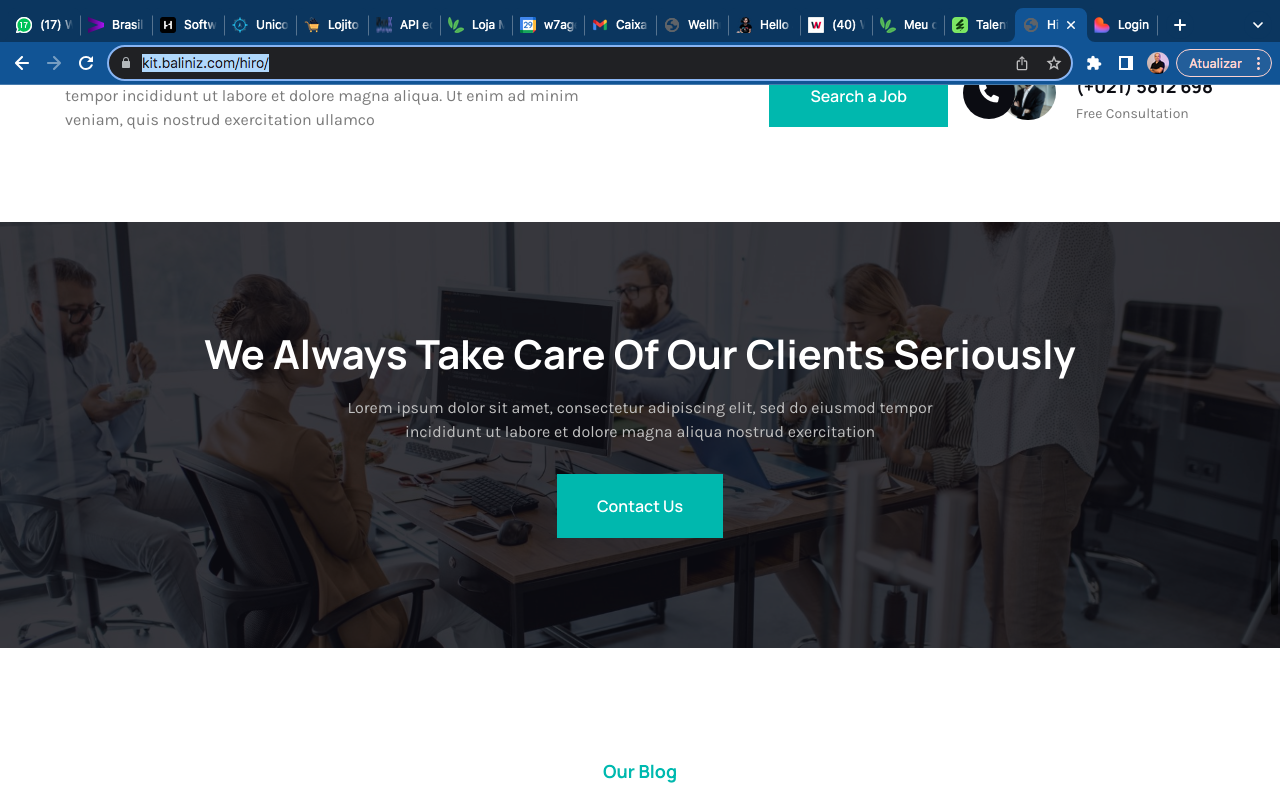 (17) W
Brasil
Softw
Unico
Lojito
API e
Loja M
w7age
Caixa
Wellh
Hello
(40) V
Meu c
Talen
Hi
Login
kit.baliniz.com/hiro/
Atualizar
tempor incididunt ut labore et dolore magna aliqua. Ut enim ad minim
veniam, quis nostrud exercitation ullamco
Search a Job
(+021) 5812 698
Free Consultation
We Always Take Care Of Our Clients Seriously
Lorem ipsum dolor sit amet, consectetur adipiscing elit, sed do eiusmod tempor
incididunt ut labore et dolore magna aliqua nostrud exercitation
Contact Us
Our Blog